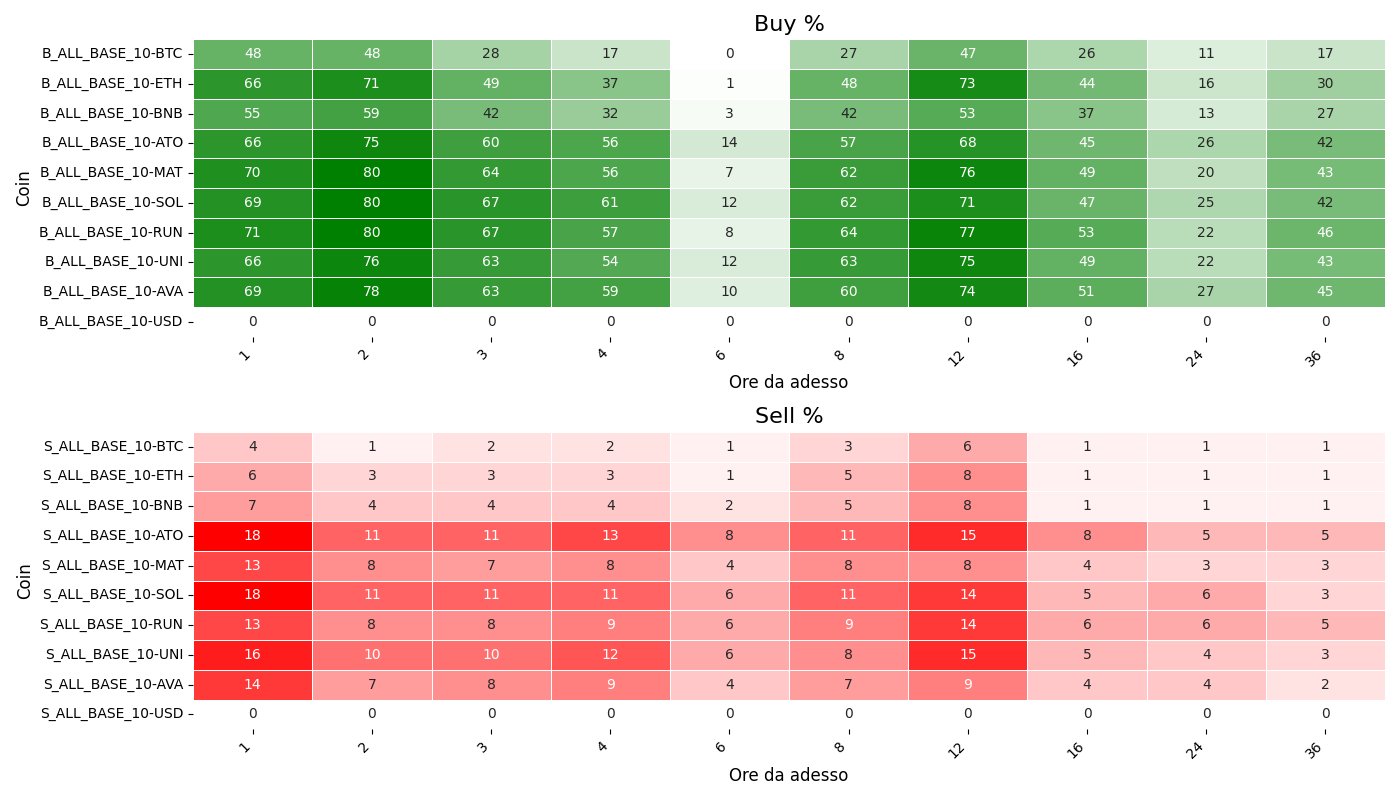 Buy %
Coin
B_ALL_BASE_10-BTC 48 48 28 17 0 27 47 26 11 17
B_ALL_BASE_10-ETH 66 71 49 37 1 48 73 44 16 30
B_ALL_BASE_10-BNB 55 59 42 32 3 42 53 37 13 27
B_ALL_BASE_10-ATO 66 75 60 56 14 57 68 45 26 42
B_ALL_BASE_10-MAT 70 80 64 56 7 62 76 49 20 43
B_ALL_BASE_10-SOL 69 80 67 61 12 62 71 47 25 42
B_ALL_BASE_10-RUN 71 80 67 57 8 64 77 53 22 46
B_ALL_BASE_10-UNI 66 76 63 54 12 63 75 49 22 43
B_ALL_BASE_10-AVA 69 78 63 59 10 60 74 51 27 45
B_ALL_BASE_10-USD 0 0 0 0 0 0 0 0 0 0
1 2 3 4 6 8 12 16 24 36
Ore da adesso
Sell %
Coin
S_ALL_BASE_10-BTC 4 1 2 2 1 3 6 1 1 1
S_ALL_BASE_10-ETH 6 3 3 3 1 5 8 1 1 1
S_ALL_BASE_10-BNB 7 4 4 4 2 5 8 1 1 1
S_ALL_BASE_10-ATO 18 11 11 13 8 11 15 8 5 5
S_ALL_BASE_10-MAT 13 8 7 8 4 8 8 4 3 3
S_ALL_BASE_10-SOL 18 11 11 11 6 11 14 5 6 3
S_ALL_BASE_10-RUN 13 8 8 9 6 9 14 6 6 5
S_ALL_BASE_10-UNI 16 10 10 12 6 8 15 5 4 3
S_ALL_BASE_10-AVA 14 7 8 9 4 7 9 4 4 2
S_ALL_BASE_10-USD 0 0 0 0 0 0 0 0 0 0
1 2 3 4 6 8 12 16 24 36
Ore da adesso